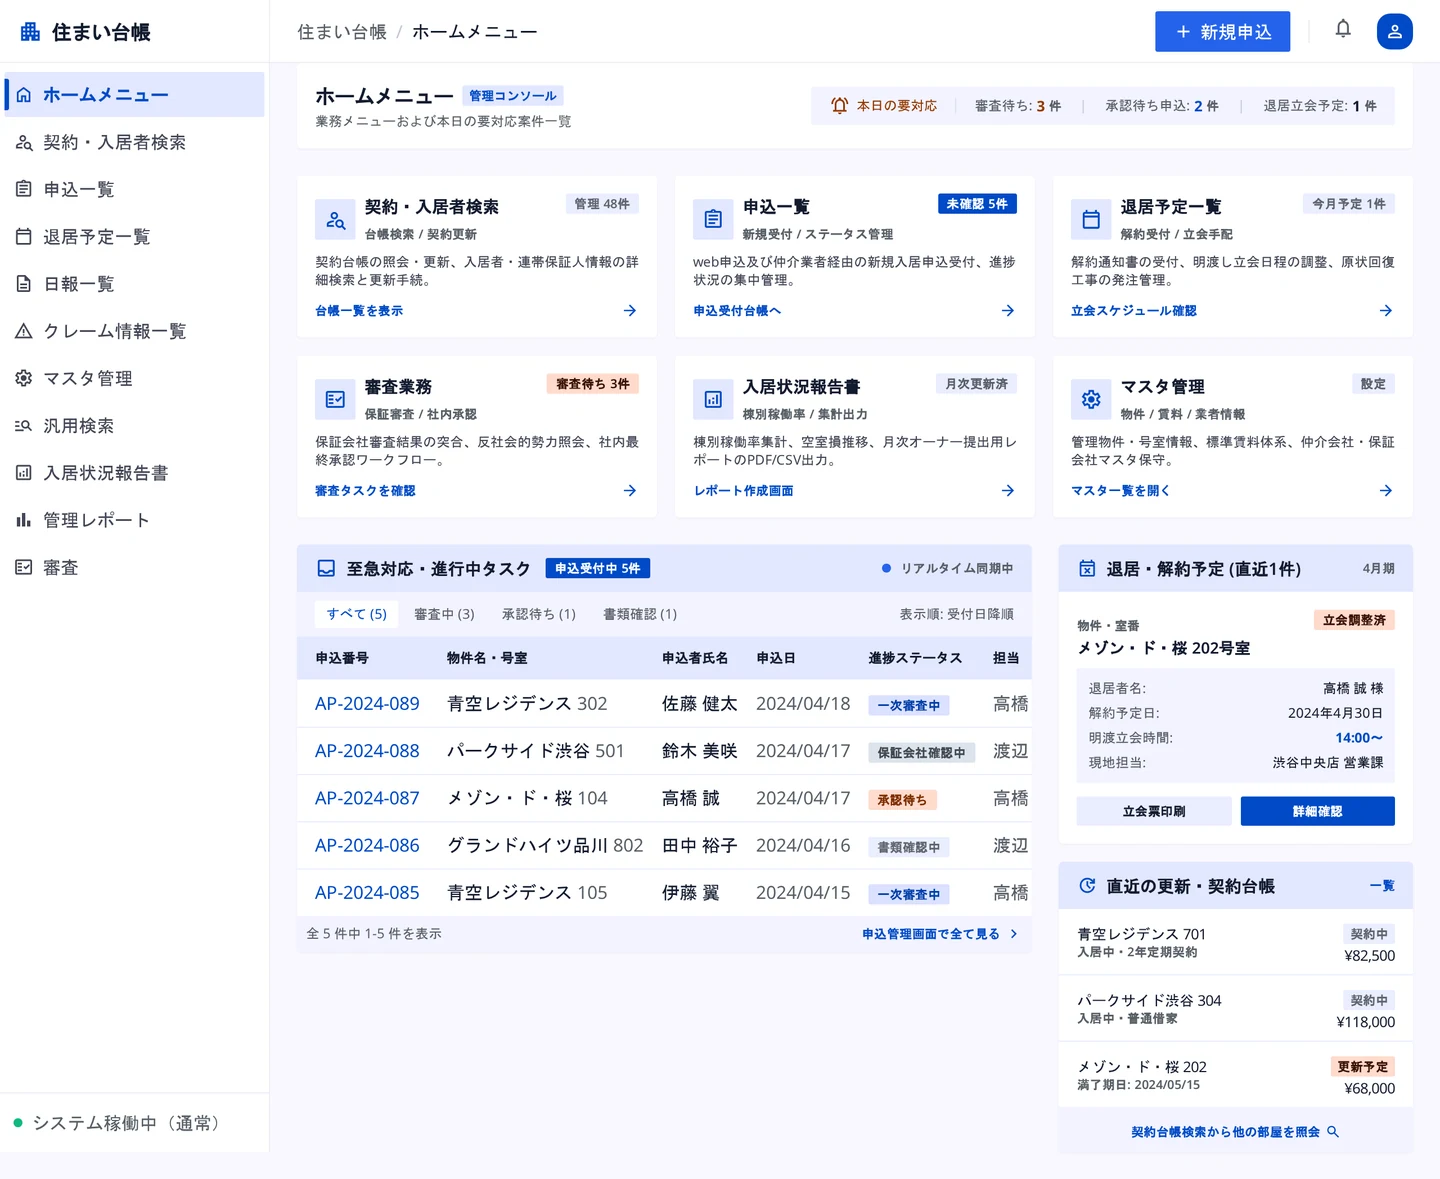 住まい台帳
ホームメニュー
契約・入居者検索
申込一覧
退居予定一覧
日報一覧
クレーム情報一覧
マスタ管理
汎用検索
入居状況報告書
管理レポート
審査
システム稼働中（通常）
住まい台帳 / ホームメニュー
新規申込
ホームメニュー 管理コンソール
業務メニューおよび本日の要対応案件一覧
本日の要対応 審査待ち: 3 件 | 承認待ち申込: 2 件 | 退居立会予定: 1 件
契約・入居者検索 管理 48件
台帳検索 / 契約更新
契約台帳の照会・更新、入居者・連帯保証人情報の詳
細検索と更新手続。
台帳一覧を表示
申込一覧 未確認 5件
新規受付 / ステータス管理
web申込及び仲介業者経由の新規入居申込受付、進捗
状況の集中管理。
申込受付台帳へ
退居予定一覧 今月予定 1件
解約受付 / 立会手配
解約通知書の受付、明渡し立会日程の調整、原状回復
工事の発注管理。
立会スケジュール確認
審査業務 審査待ち 3件
保証審査 / 社内承認
保証会社審査結果の突合、反社会的勢力照会、社内最
終承認ワークフロー。
審査タスクを確認
入居状況報告書 月次更新済
棟別稼働率 / 集計出力
棟別稼働率集計、空室損推移、月次オーナー提出用レ
ポートのPDF/CSV出力。
レポート作成画面
マスタ管理 設定
物件 / 賃料 / 業者情報
管理物件・号室情報、標準賃料体系、仲介会社・保証
会社マスタ保守。
マスター覧を開く
至急対応・進行中タスク 申込受付中 5件 リアルタイム同期中
すべて (5) 審査中 (3) 承認待ち (1) 書類確認 (1) 表示順: 受付日降順
申込番号 物件名・号室 申込者氏名 申込日 進捗ステータス 担当
AP-2024-089 青空レジデンス 302 佐藤 健太 2024/04/18 一次審査中 高橋
AP-2024-088 パークサイド渋谷 501 鈴木 美咲 2024/04/17 保証会社確認中 渡辺
AP-2024-087 メゾン・ド・桜 104 高橋 誠 2024/04/17 承認待ち 高橋
AP-2024-086 グランドハイツ品川 802 田中 裕子 2024/04/16 書類確認中 渡辺
AP-2024-085 青空レジデンス 105 伊藤 翼 2024/04/15 一次審査中 高橋
全 5 件中 1-5 件を表示 申込管理画面で全て見る
退居・解約予定 (直近1件) 4月期
物件・室番 立会調整済
メゾン・ド・桜 202号室
退居者名: 高橋 誠 様
解約予定日: 2024年4月30日
明渡立会時間: 14:00～
現地担当: 渋谷中央店 営業課
立会票印刷 詳細確認
直近の更新・契約台帳 一覧
青空レジデンス 701 契約中
入居中・2年定期契約 ¥82,500
パークサイド渋谷 304 契約中
入居中・普通借家 ¥118,000
メゾン・ド・桜 202 更新予定
満了期日: 2024/05/15 ¥68,000
契約台帳検索から他の部屋を照会